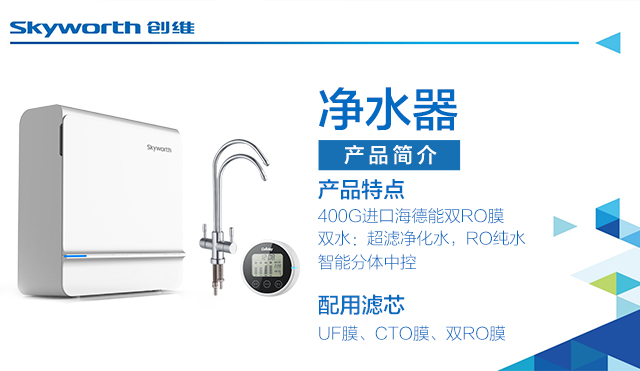 Skyworth 创维
净水器
产品简介
Skyworth
产品特点
400G进口海德能双RO膜
双水：超滤净化水，RO纯水
智能分体中控
配用滤芯
UF膜、CTO膜、双RO膜